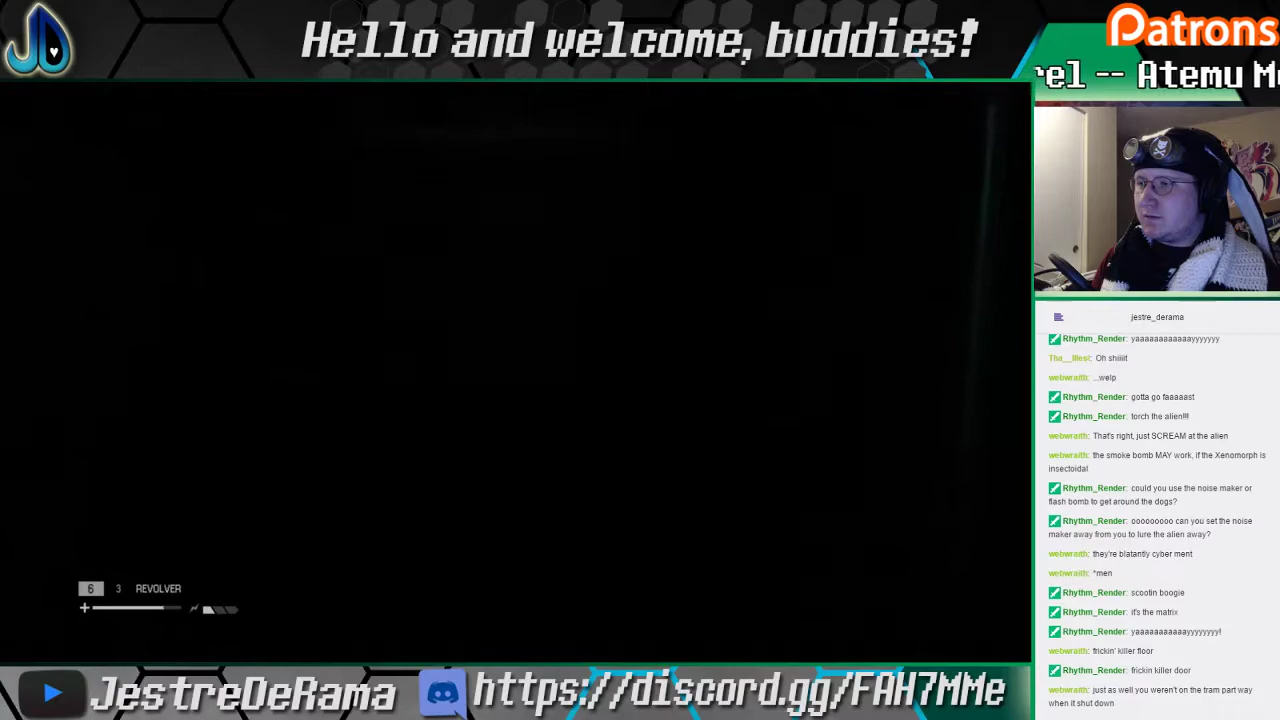 Hello and welcome, buddies!
Patrons
rel -- Atemu M
jestre_derama
Rhythm_Render: yaaaaaaaaaaayyyyyyy
Tha__Illest: Oh shiiiit
webwraith: ...welp
Rhythm_Render: gotta go faaaaast
Rhythm_Render: torch the alien!!!
webwraith: That's right, just SCREAM at the alien
webwraith: the smoke bomb MAY work, if the Xenomorph is
insectoidal
Rhythm_Render: could you use the noise maker or
flash bomb to get around the dogs?
Rhythm_Render: ooooooooo can you set the noise
maker away from you to lure the alien away?
webwraith: they're blatantly cyber ment
webwraith: *men
Rhythm_Render: scootin boogie
Rhythm_Render: it's the matrix
Rhythm_Render: yaaaaaaaaaayyyyyyyy!
webwraith: frickin' killer floor
Rhythm_Render: frickin killer door
webwraith: just as well you weren't on the tram part way
when it shut down
6 3 REVOLVER
JestreDeRama
https://discord.gg/FAH7MMe